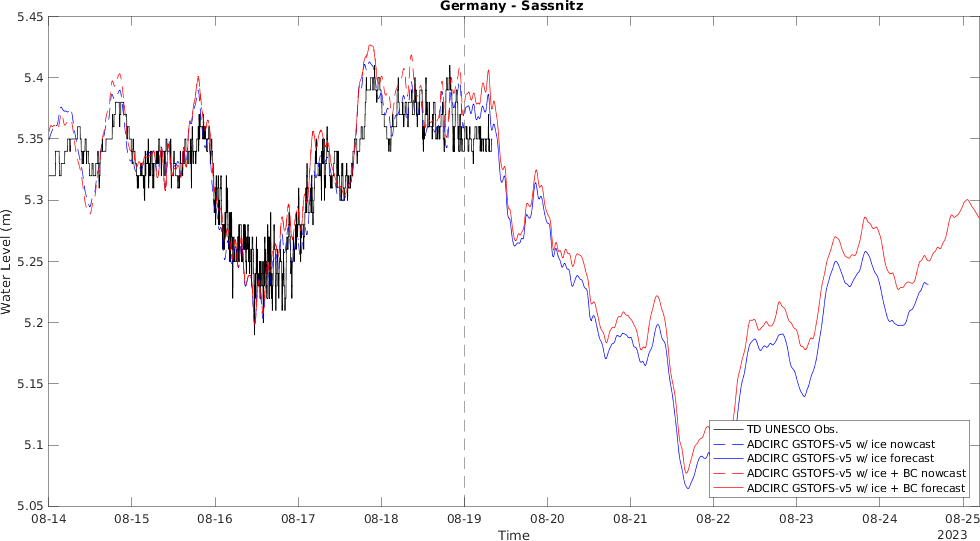 Germany - Sassnitz
Water Level (m)
5.45
5.4
5.35
5.3
5.25
5.2
5.15
5.1
5.05
TD UNESCO Obs.
ADCIRC GSTOFS-v5 w/ ice nowcast
ADCIRC GSTOFS-v5 w/ ice forecast
ADCIRC GSTOFS-v5 w/ ice + BC nowcast
ADCIRC GSTOFS-v5 w/ ice + BC forecast
08-14 08-15 08-16 08-17 08-18 08-19 08-20 08-21 08-22 08-23 08-24 08-25
Time 2023